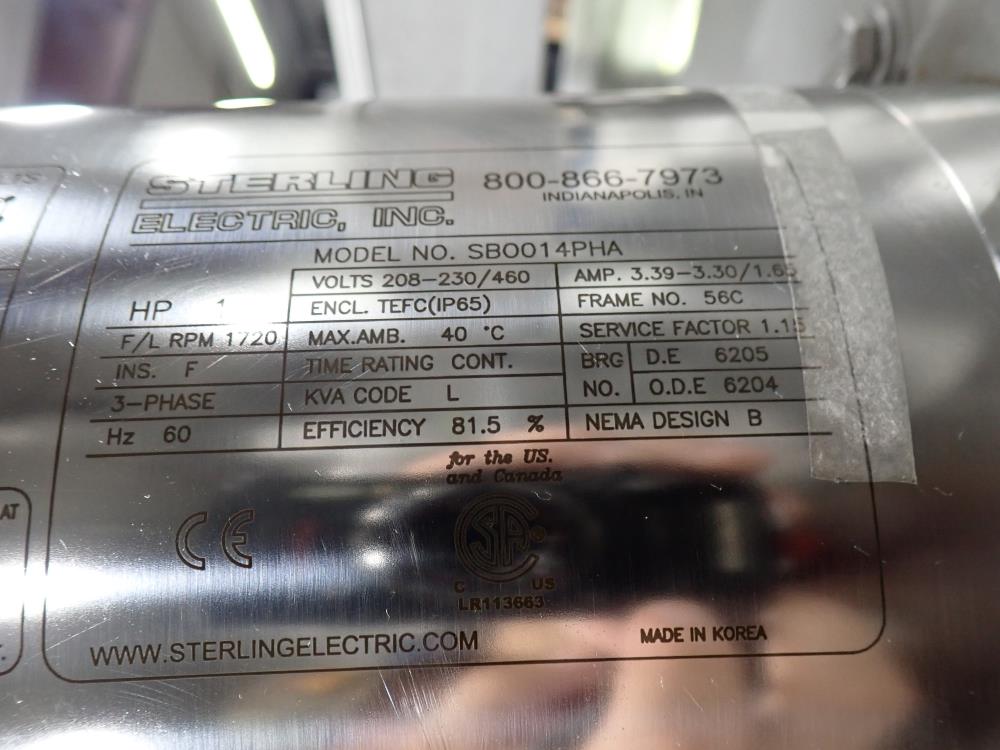 STERLING
ELECTRIC, INC.
800-866-7973
INDIANAPOLIS, IN
MODEL NO. SB0014PHA
HP 1
F/L RPM 1720
INS. F
3-PHASE
Hz 60
VOLTS 208-230/460
ENCL. TEFC(IP65)
MAX.AMB. 40 °C
TIME RATING CONT.
KVA CODE L
EFFICIENCY 81.5 %
AMP. 3.39-3.30/1.65
FRAME NO. 56C
SERVICE FACTOR 1.15
BRG NO.
D.E 6205
O.D.E 6204
NEMA DESIGN B
for the US.
and Canada
CE
CSA ®
C US
LR113663
WWW.STERLINGELECTRIC.COM
MADE IN KOREA
AT